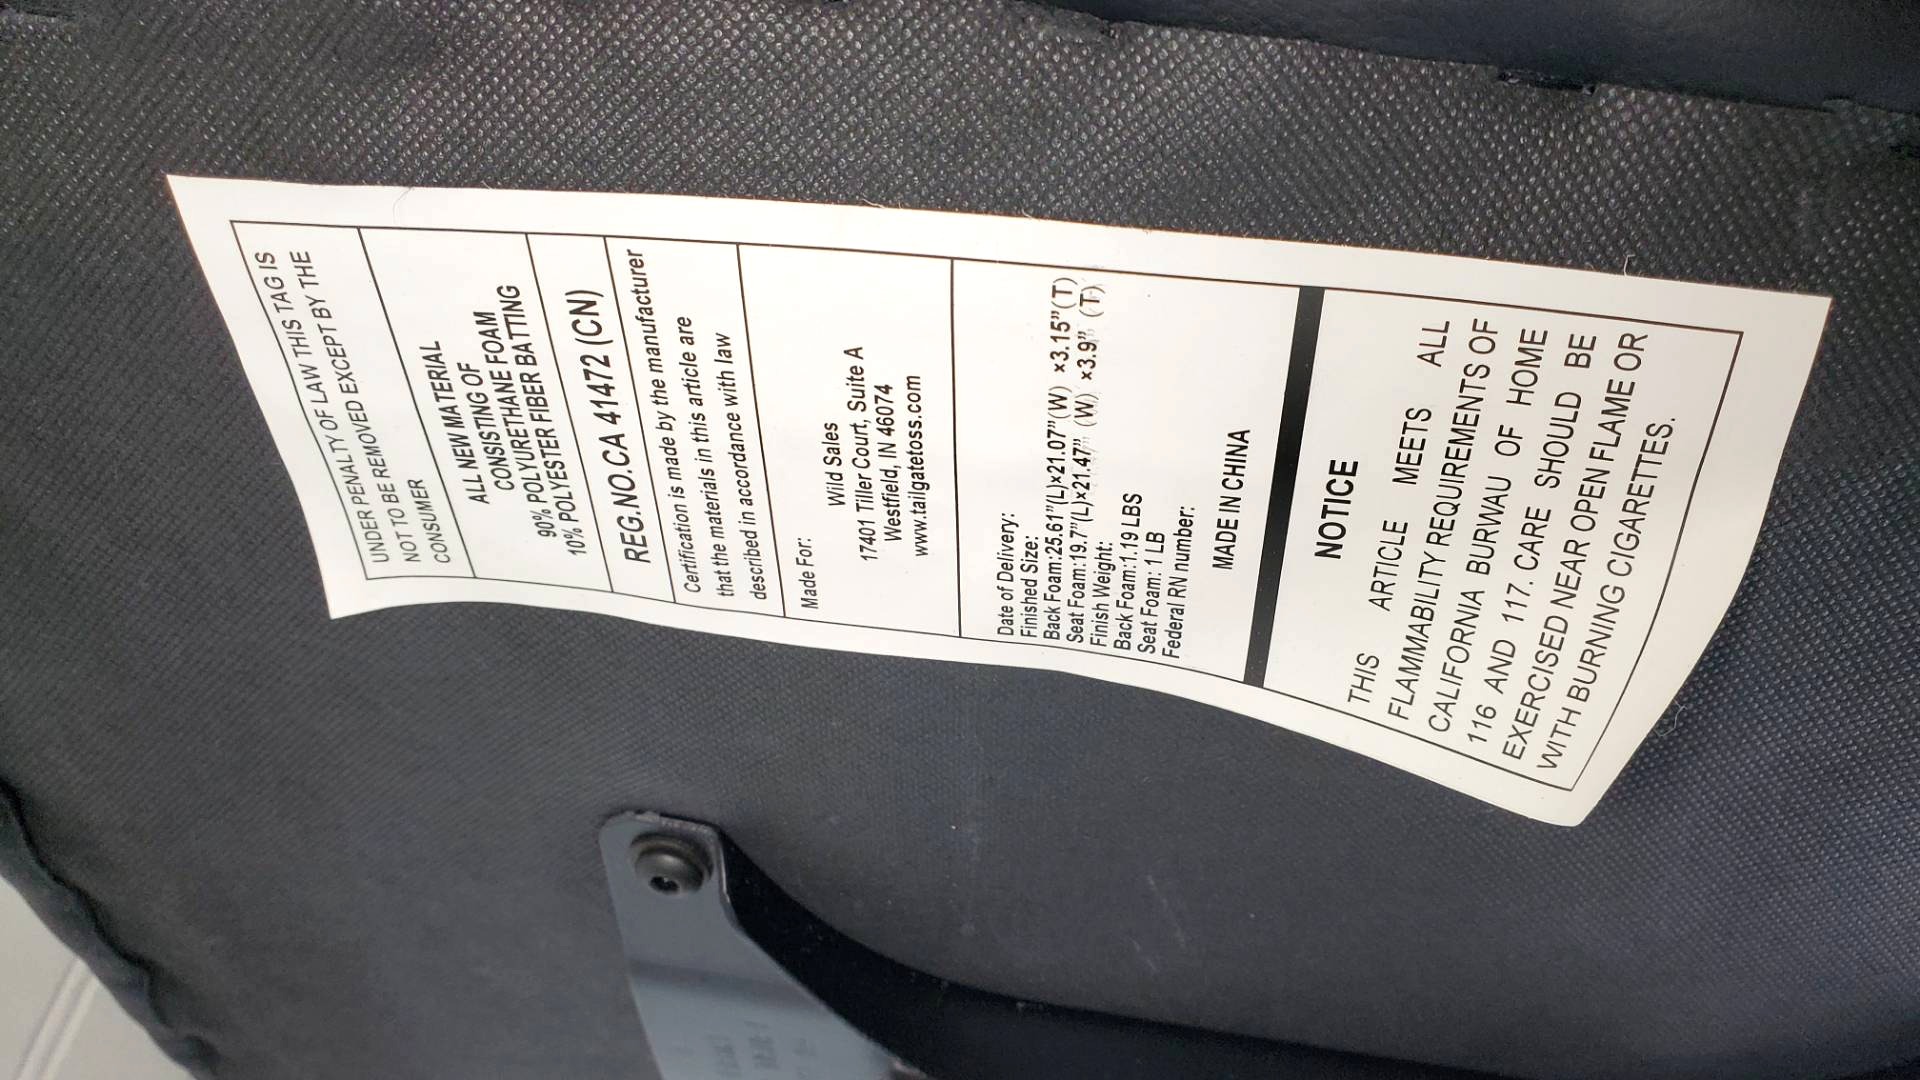 UNDER PENALTY OF LAW THIS TAG IS
NOT TO BE REMOVED EXCEPT BY THE
CONSUMER
ALL NEW MATERIAL
CONSISTING OF
CONSISTENE FOAM
90% POLYURETHANE FOAM
10% POLYESTER FIBER BATTING
REG.NO.CA 41472 (CN)
Certification is made by the manufacturer
that the materials in this article are
described in accordance with law
Made For:
Wild Sales
17401 Tiller Court, Suite A
Westfield, IN 46074
www.tailgatetoss.com
Date of Delivery:
Finished Size:
Back Foam:25.61"(L)×21.07"(W) ×3.15"(T)
Seat Foam:19.7"(L)×21.47" (W) ×3.9" (T)
Finish Weight:
Back Foam:1.19 LBS
Seat Foam: 1 LB
Federal RN number:
MADE IN CHINA
NOTICE
THIS ARTICLE MEETS ALL
FLAMMABILITY REQUIREMENTS OF
CALIFORNIA BURWAU OF HOME
116 AND 117. CARE SHOULD BE
EXERCISED NEAR OPEN FLAME OR
WITH BURNING CIGARETTES.